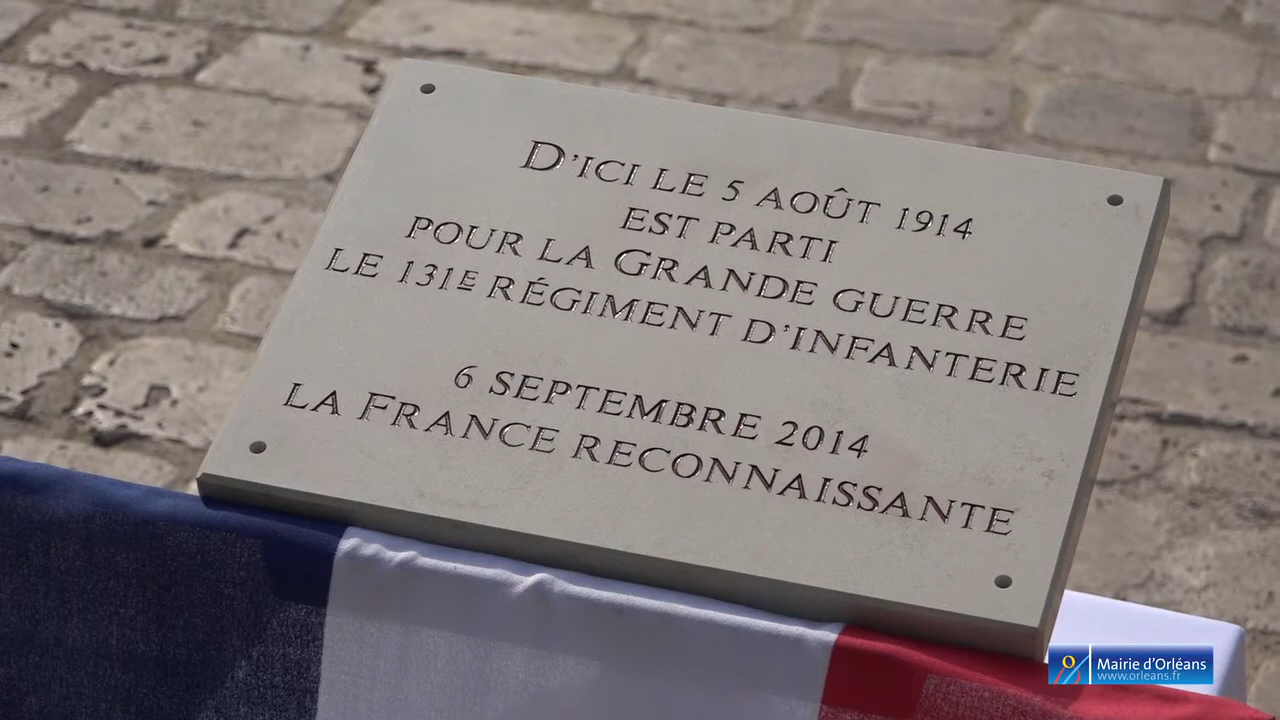 D'ICI LE 5 AOÛT 1914
EST PARTI
POUR LA GRANDE GUERRE
LE 131E RÉGIMENT D'INFANTERIE
6 SEPTEMBRE 2014
LA FRANCE RECONNAISSANTE
Mairie d'Orléans
www.orleans.fr